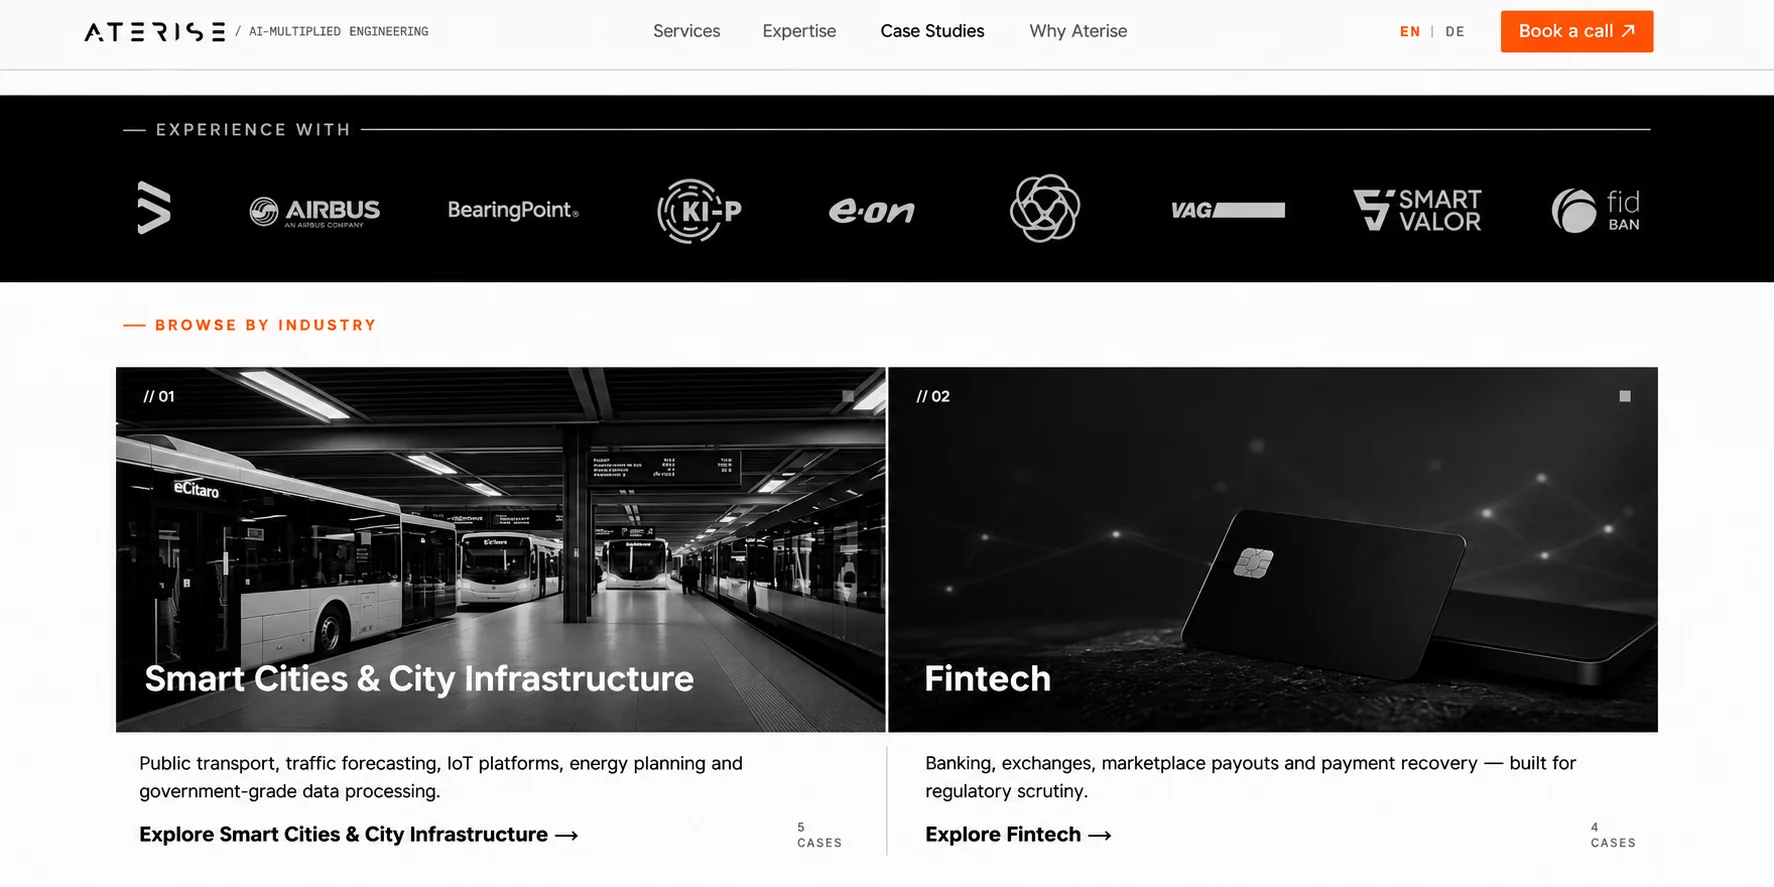 ATERISE / AI-MULTIPLIED ENGINEERING
Services
Expertise
Case Studies
Why Aterise
EN | DE
Book a call ↗
— EXPERIENCE WITH
AIRBUS
AN AIRBUS COMPANY
BearingPoint®
KI-P
e·on
VAG
SMART
VALOR
fid
BAN
— BROWSE BY INDUSTRY
// 01
eCitaro
Smart Cities & City Infrastructure
Public transport, traffic forecasting, IoT platforms, energy planning and
government-grade data processing.
Explore Smart Cities & City Infrastructure →
5
CASES
// 02
Fintech
Banking, exchanges, marketplace payouts and payment recovery — built for
regulatory scrutiny.
Explore Fintech →
4
CASES